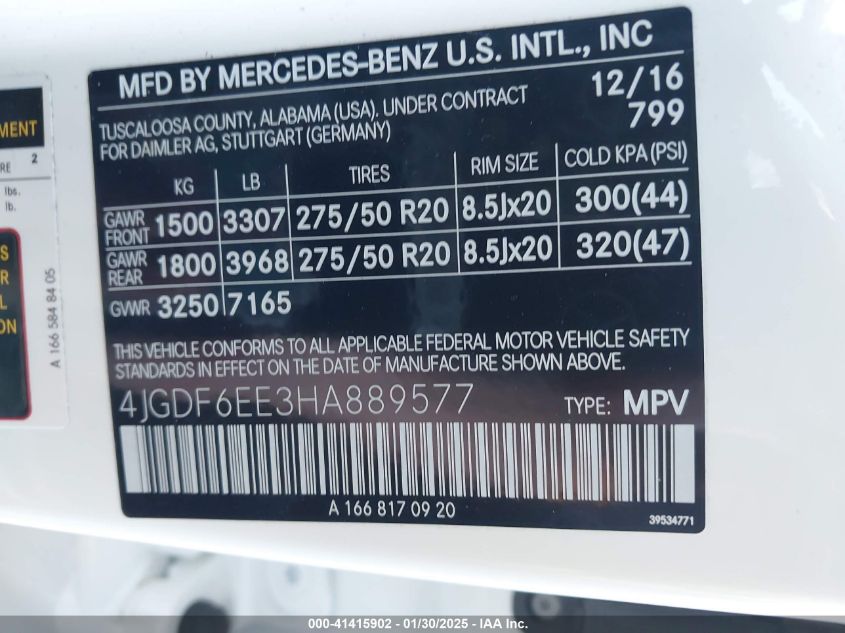 MFD BY MERCEDES-BENZ U.S. INTL., INC
TUSCALOOSA COUNTY, ALABAMA (USA). UNDER CONTRACT 12/16
FOR DAIMLER AG, STUTTGART (GERMANY) 799
KG LB TIRES RIM SIZE COLD KPA (PSI)
GAWR FRONT 1500 3307 275/50 R20 8.5Jx20 300(44)
GAWR REAR 1800 3968 275/50 R20 8.5Jx20 320(47)
GVWR 3250 7165
THIS VEHICLE CONFORMS TO ALL APPLICABLE FEDERAL MOTOR VEHICLE SAFETY
STANDARDS IN EFFECT ON THE DATE OF MANUFACTURE SHOWN ABOVE.
4JGDF6EE3HA889577 TYPE: MPV
A 166 817 09 20
39534771
2
lbs.
lb.
A 166 584 84 05
000-41415902 - 01/30/2025 - IAA Inc.